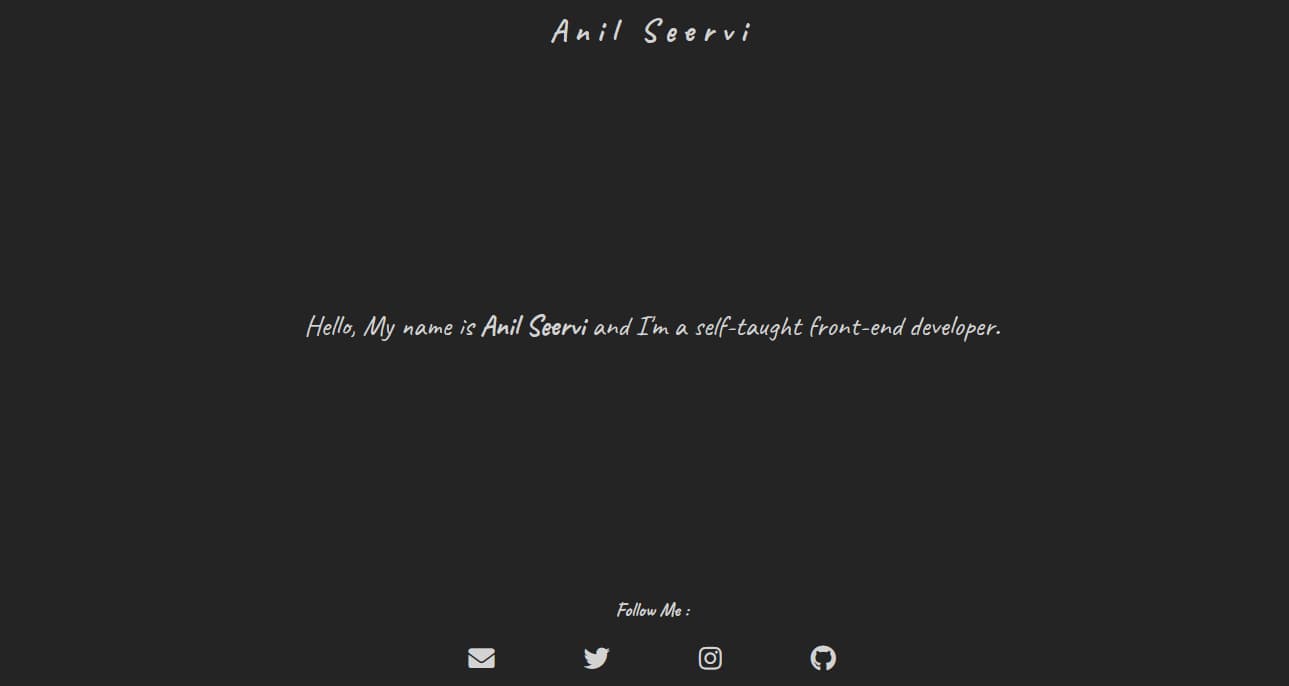 Anil Seervi
Hello, My name is Anil Seervi and I'm a self-taught front-end developer.
Follow Me :